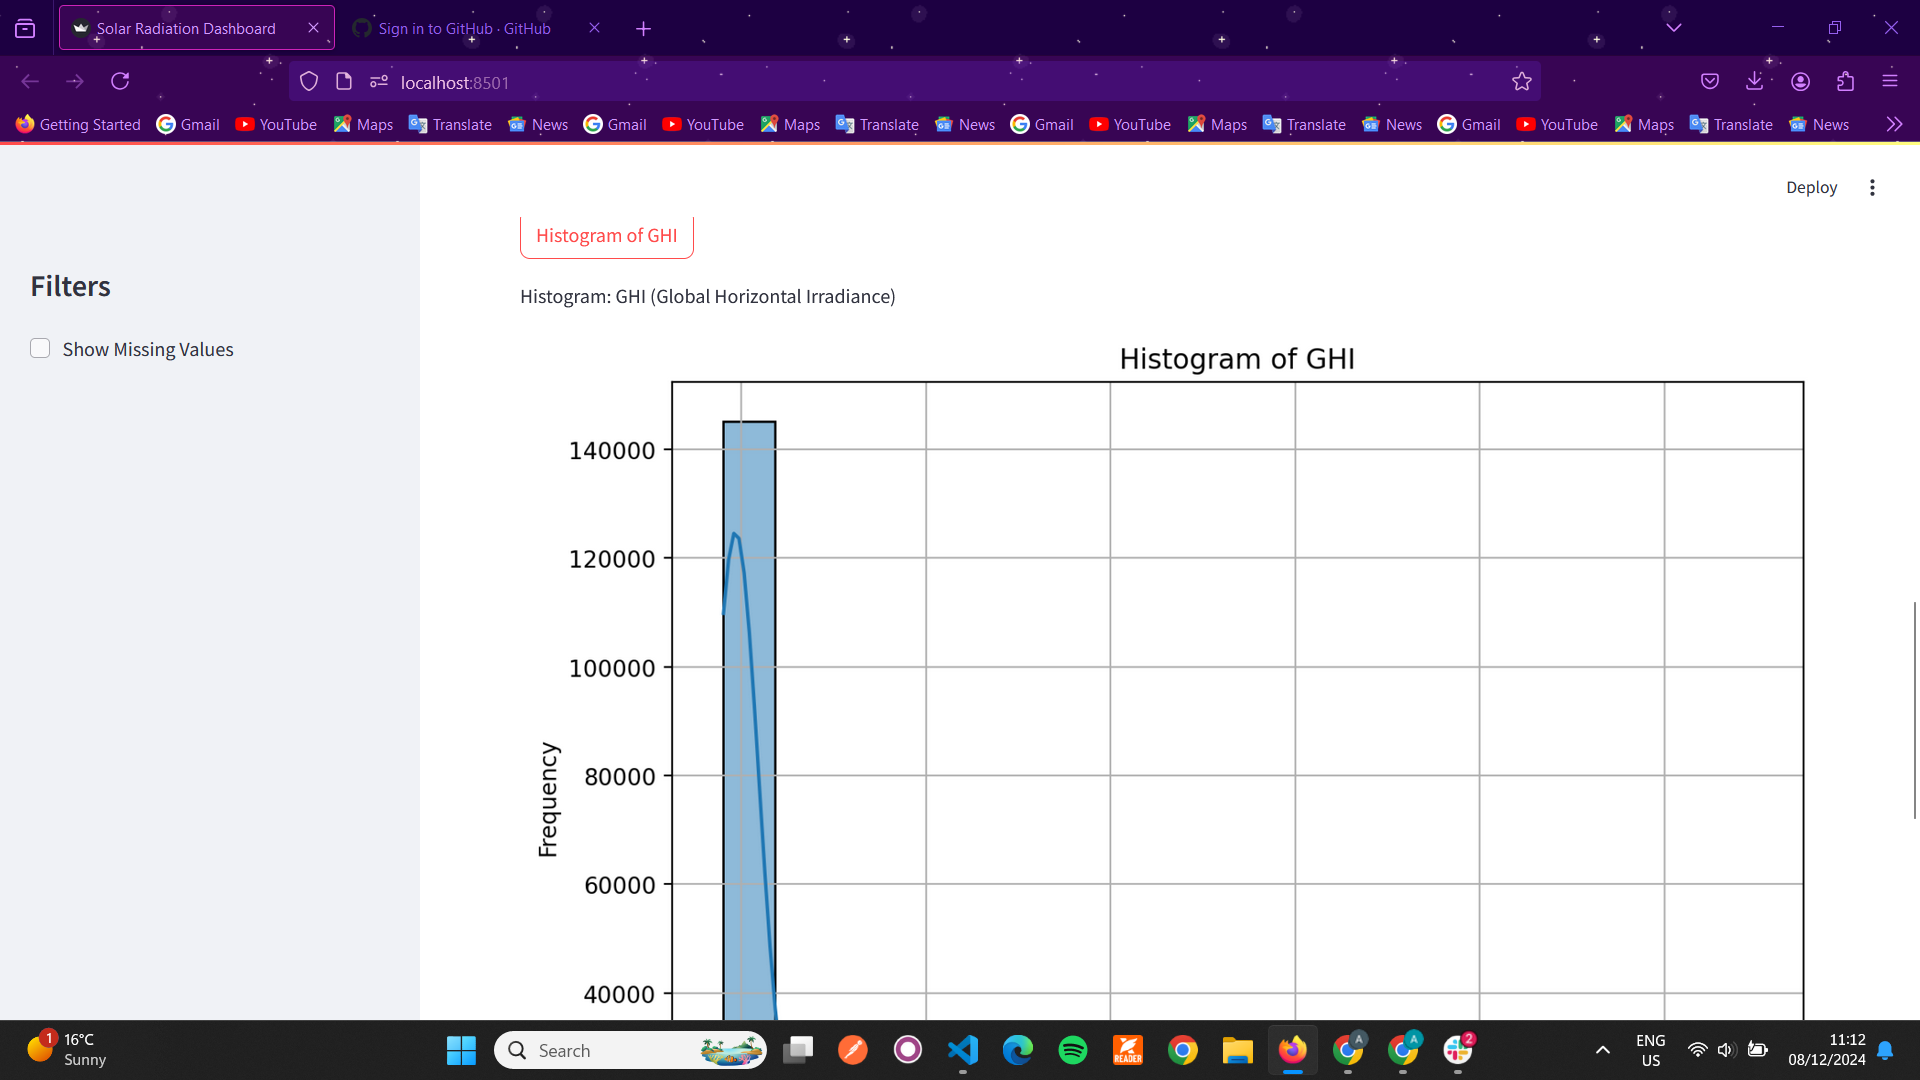 Solar Radiation Dashboard
Sign in to GitHub · GitHub
localhost:8501
Getting Started Gmail YouTube Maps Translate News Gmail YouTube Maps Translate News Gmail YouTube Maps Translate News Gmail YouTube Maps Translate News
Deploy
Filters
Show Missing Values
Histogram of GHI
Histogram: GHI (Global Horizontal Irradiance)
Histogram of GHI
140000
120000
100000
80000
60000
40000
Frequency
1
16°C
Sunny
Search
READER
A
A
2
ENG
US
11:12
08/12/2024